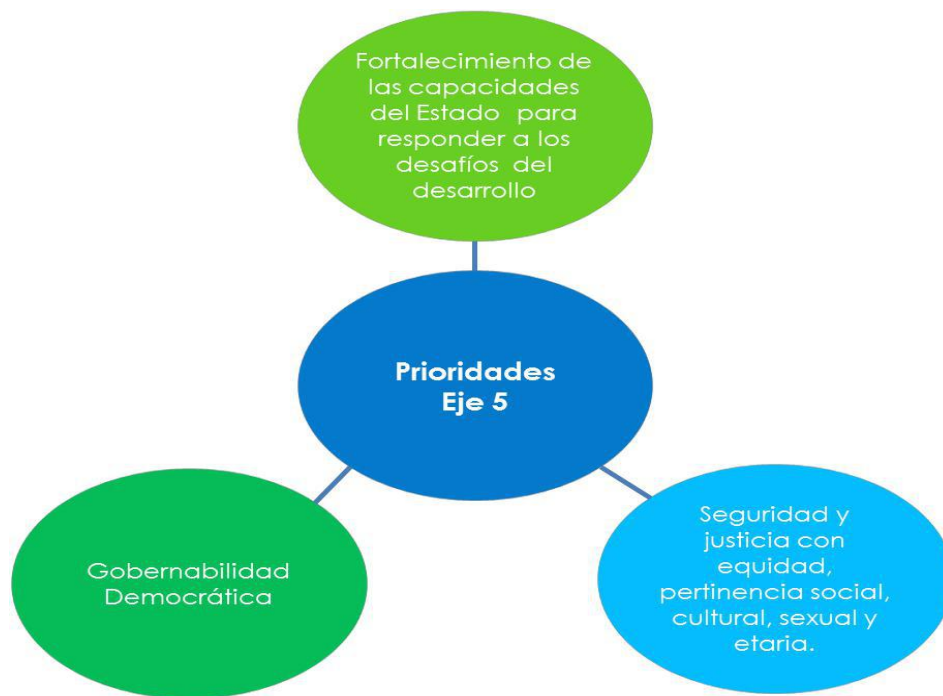 Fortalecimiento de
las capacidades
del Estado para
responder a los
desafíos del
desarrollo
Prioridades
Eje 5
Gobernabilidad
Democrática
Seguridad y
justicia con
equidad,
pertinencia social,
cultural, sexual y
etaria.